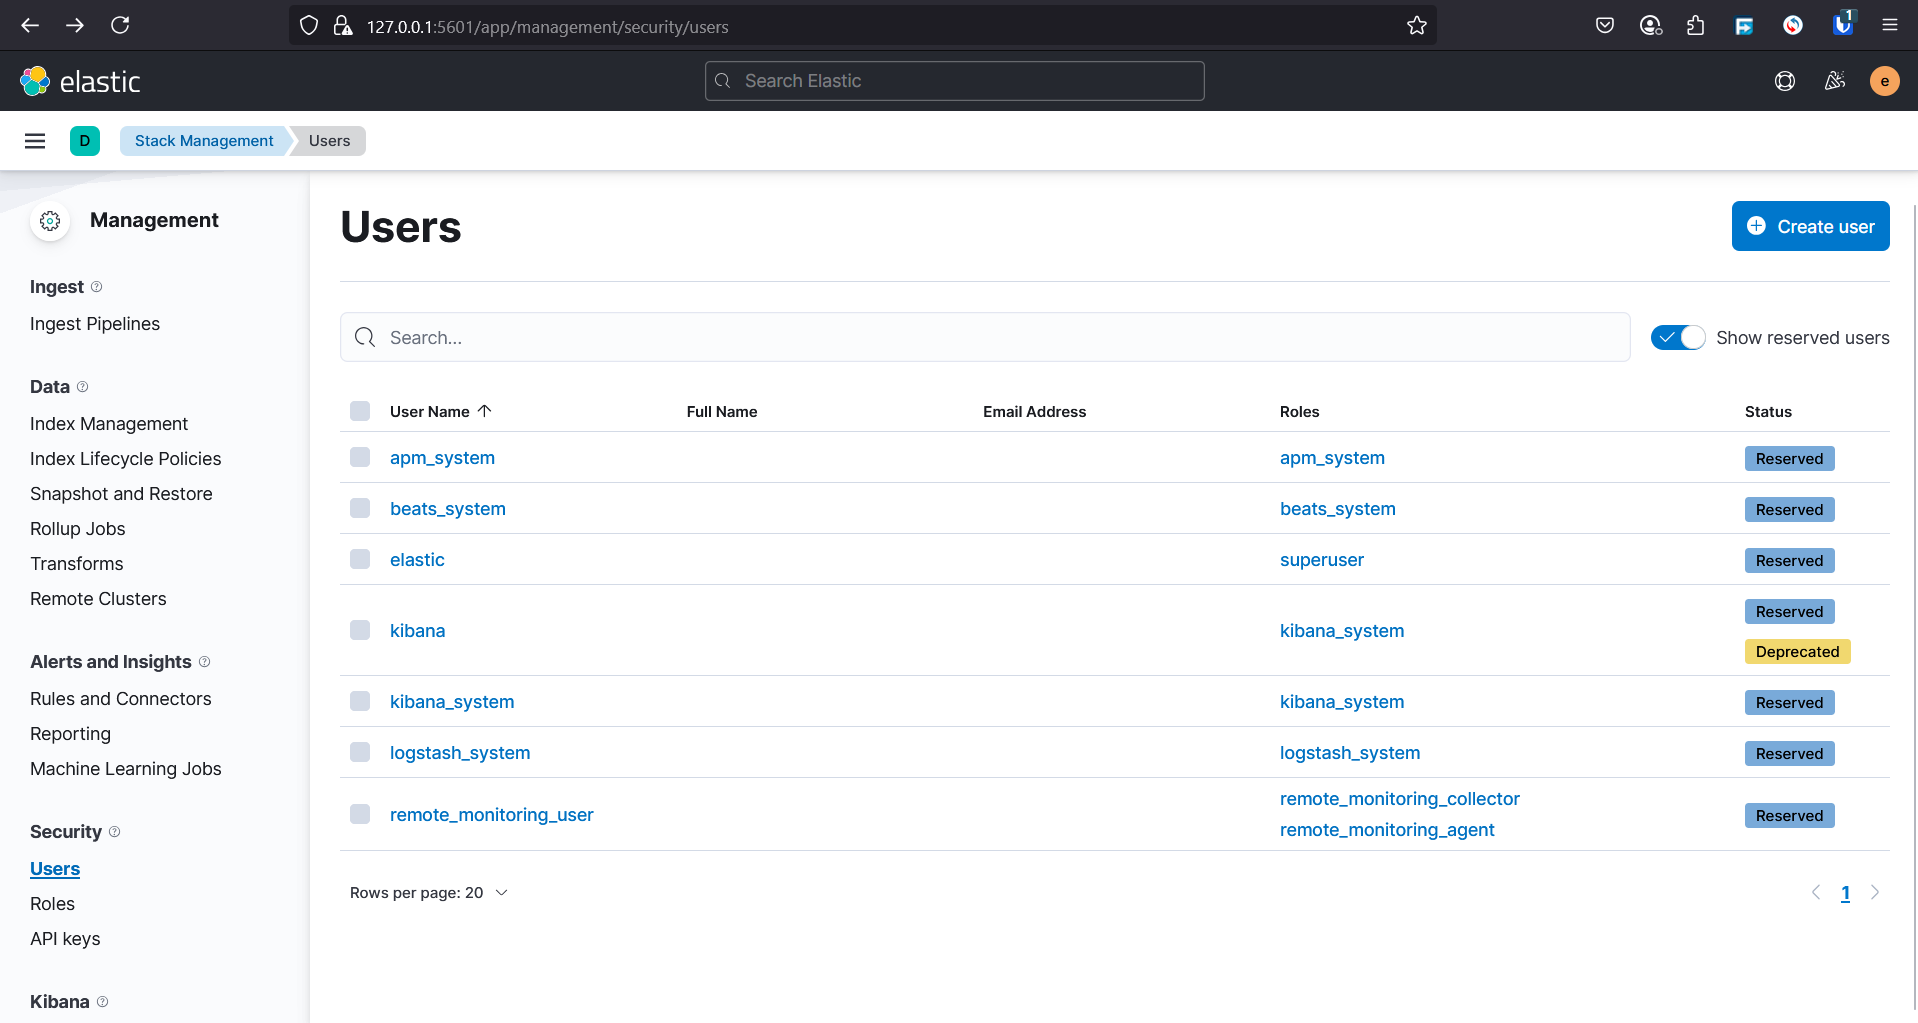 127.0.0.1:5601/app/management/security/users
1
elastic
Search Elastic
e
D
Stack Management
Users
Management
Ingest
Ingest Pipelines
Data
Index Management
Index Lifecycle Policies
Snapshot and Restore
Rollup Jobs
Transforms
Remote Clusters
Alerts and Insights
Rules and Connectors
Reporting
Machine Learning Jobs
Security
Users
Roles
API keys
Kibana
Users
Create user
Search...
Show reserved users
User Name Full Name Email Address Roles Status
apm_system apm_system Reserved
beats_system beats_system Reserved
elastic superuser Reserved
kibana kibana_system Reserved
Deprecated
kibana_system kibana_system Reserved
logstash_system logstash_system Reserved
remote_monitoring_user remote_monitoring_collector Reserved
remote_monitoring_agent
Rows per page: 20
1